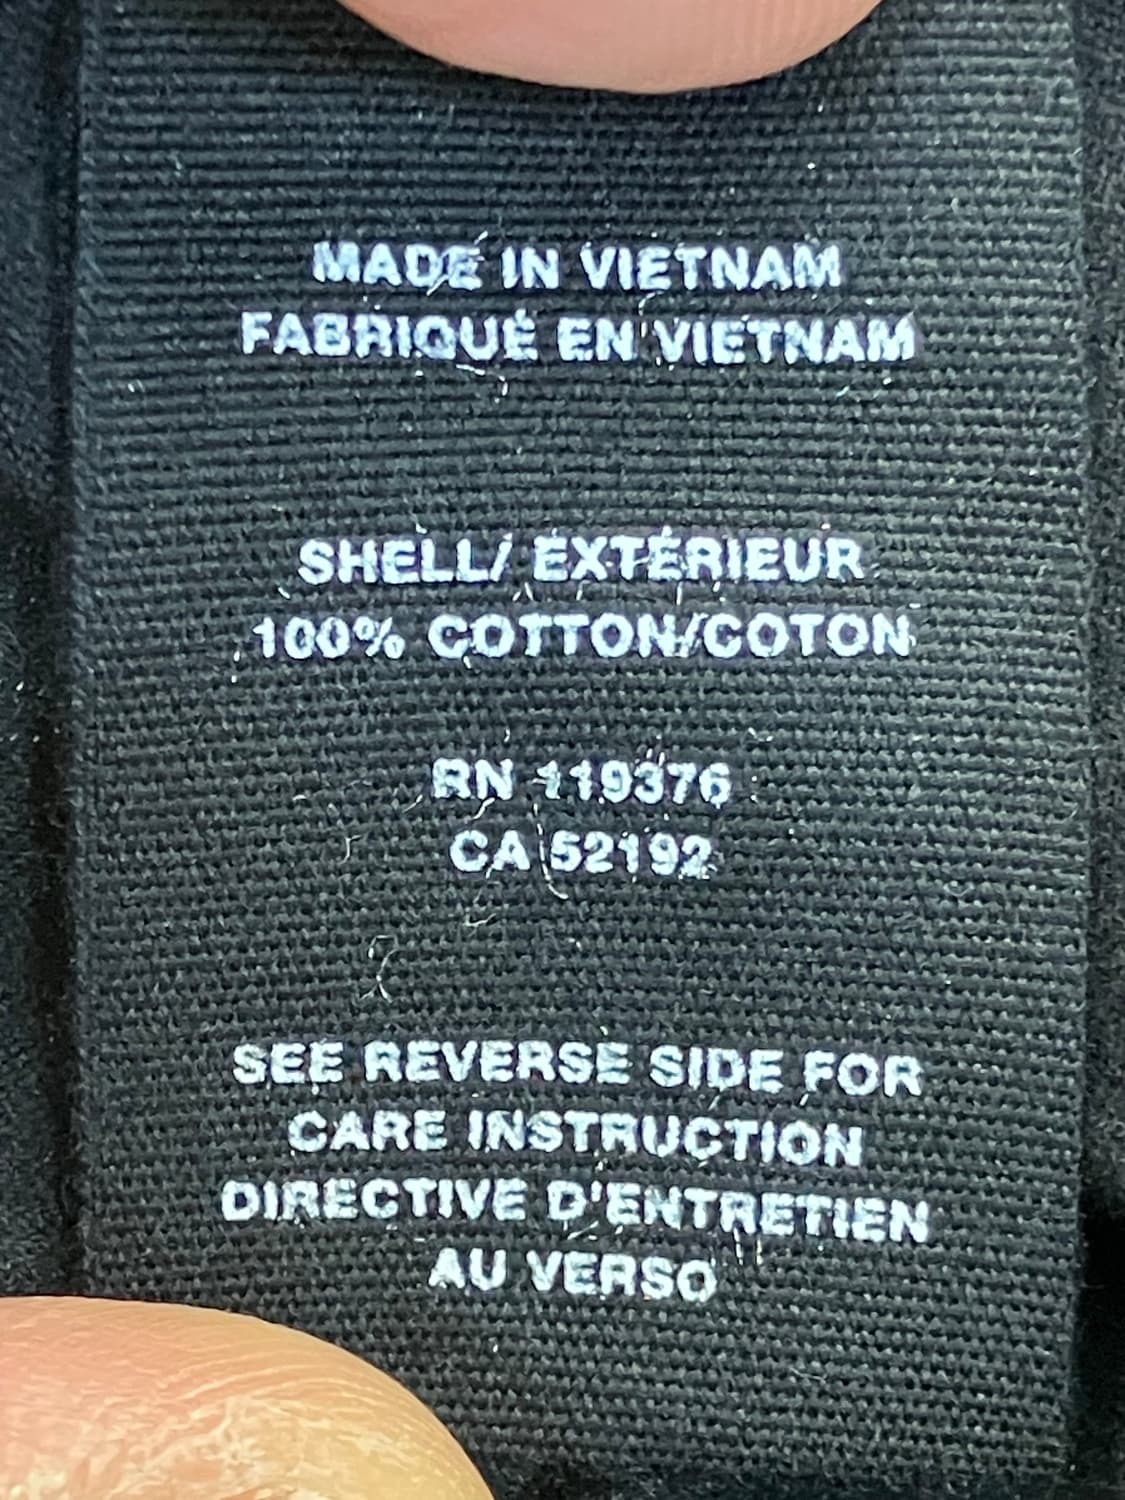 MADE IN VIETNAM
FABRIQUÉ EN VIETNAM
SHELL/ EXTÉRIEUR
100% COTTON/COTON
RN 119376
CA 52192
SEE REVERSE SIDE FOR
CARE INSTRUCTION
DIRECTIVE D'ENTRETIEN
AU VERSO